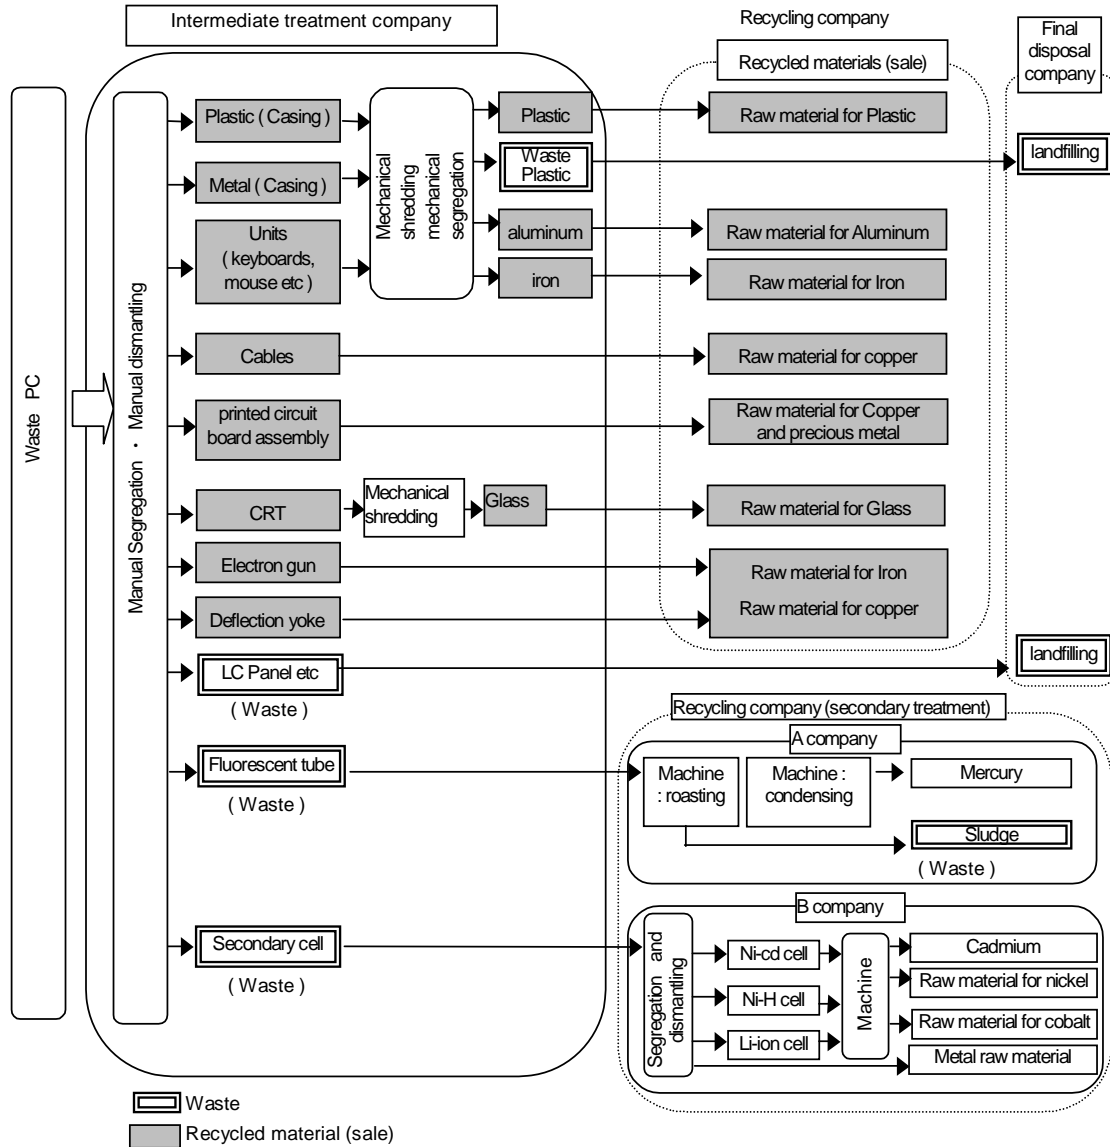 Intermediate treatment company
Recycling company
Final
disposal
company
Recycled materials (sale)
Waste PC
Manual Segregation ・ Manual dismantling
Plastic ( Casing )
Metal ( Casing )
Units
( keyboards,
mouse etc )
Mechanical
shredding
mechanical
segregation
Plastic
Waste
Plastic
aluminum
iron
Raw material for Plastic
landfilling
Raw material for Aluminum
Raw material for Iron
Cables
Raw material for copper
printed circuit
board assembly
Raw material for Copper
and precious metal
CRT
Mechanical
shredding
Glass
Raw material for Glass
Electron gun
Raw material for Iron
Deflection yoke
Raw material for copper
LC Panel etc
( Waste )
landfilling
Recycling company (secondary treatment)
A company
Fluorescent tube
( Waste )
Machine
: roasting
Machine :
condensing
Mercury
Sludge
( Waste )
B company
Secondary cell
( Waste )
Segregation and
dismantling
Ni-cd cell
Ni-H cell
Li-ion cell
Machine
Cadmium
Raw material for nickel
Raw material for cobalt
Metal raw material
Waste
Recycled material (sale)